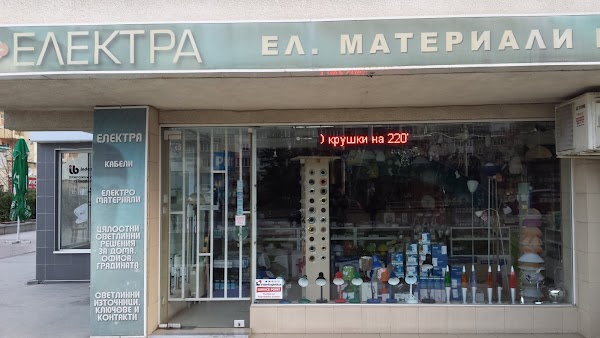 ЕЛЕКТРА
ЕЛ. МАТЕРИАЛИ
крушки на 220
ЕЛЕКТРА
КАБЕЛИ
ЕЛЕКТРО
МАТЕРИАЛИ
ЦЯЛОСТНИ
СВЕТЛИННИ
РЕШЕНИЯ
ЗА ДОМА,
ОФИСА,
ГРАДИНАТА
СВЕТЛИННИ
ИЗТОЧНИЦИ,
КЛЮЧОВЕ И
КОНТАКТИ